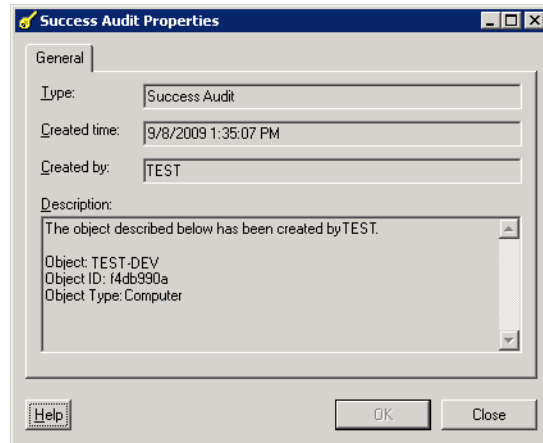 Success Audit Properties
General
Type: Success Audit
Created time: 9/8/2009 1:35:07 PM
Created by: TEST
Description:
The object described below has been created by TEST.
Object: TEST-DEV
Object ID: f4db990a
Object Type: Computer
Help OK Close